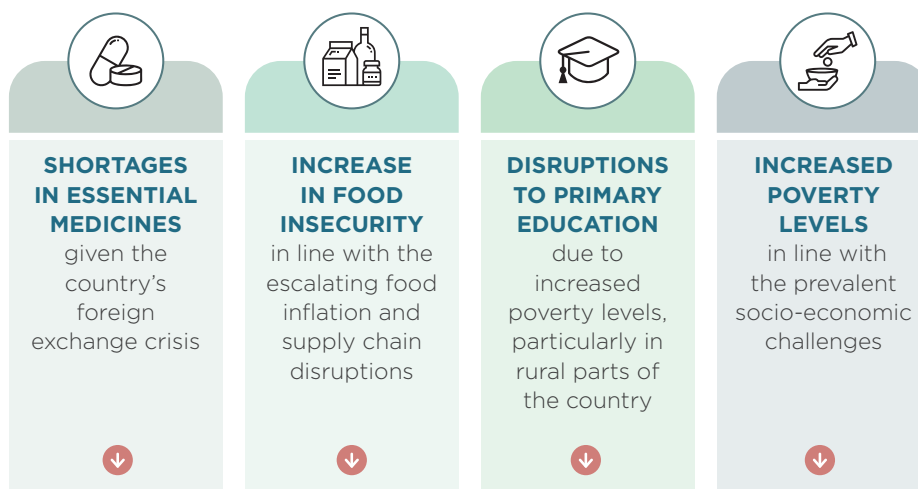 SHORTAGES
IN ESSENTIAL
MEDICINES
given the
country's
foreign
exchange crisis
INCREASE
IN FOOD
INSECURITY
in line with the
escalating food
inflation and
supply chain
disruptions
DISRUPTIONS
TO PRIMARY
EDUCATION
due to
increased
poverty levels,
particularly in
rural parts of
the country
INCREASED
POVERTY
LEVELS
in line with
the prevalent
socio-economic
challenges